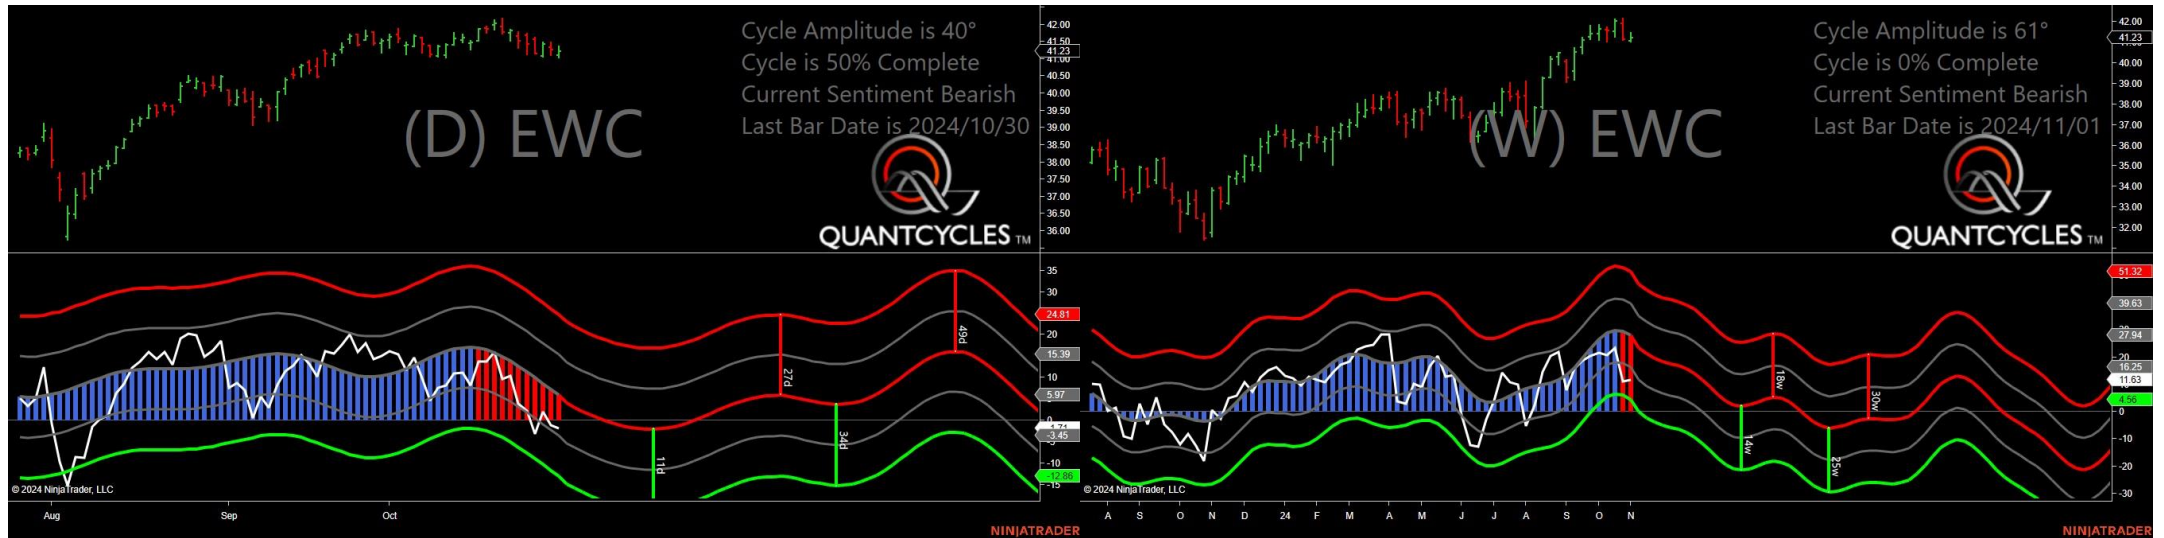 Cycle Amplitude is 40°
Cycle is 50% Complete
Current Sentiment Bearish
Last Bar Date is 2024/10/30
(D) EWC
QUANTCYCLES TM
42.00
41.50
41.23
41.00
40.50
40.00
39.50
39.00
38.50
38.00
37.50
37.00
36.50
36.00
35
30
24.81
20
15.39
10
5.97
0
-3.45
-10
-12.86
-15
11d
27d
34d
49d
© 2024 NinjaTrader, LLC
Aug Sep Oct
NINJATRADER
Cycle Amplitude is 61°
Cycle is 0% Complete
Current Sentiment Bearish
Last Bar Date is 2024/11/01
(W) EWC
QUANTCYCLES TM
42.00
41.23
40.00
39.00
38.00
37.00
36.00
35.00
34.00
33.00
32.00
51.32
39.63
27.94
20
16.25
11.63
4.56
0
-10
-20
-30
14w
18w
25w
30w
© 2024 NinjaTrader, LLC
A S O N D 24 F M A M J J A S O N
NINJATRADER